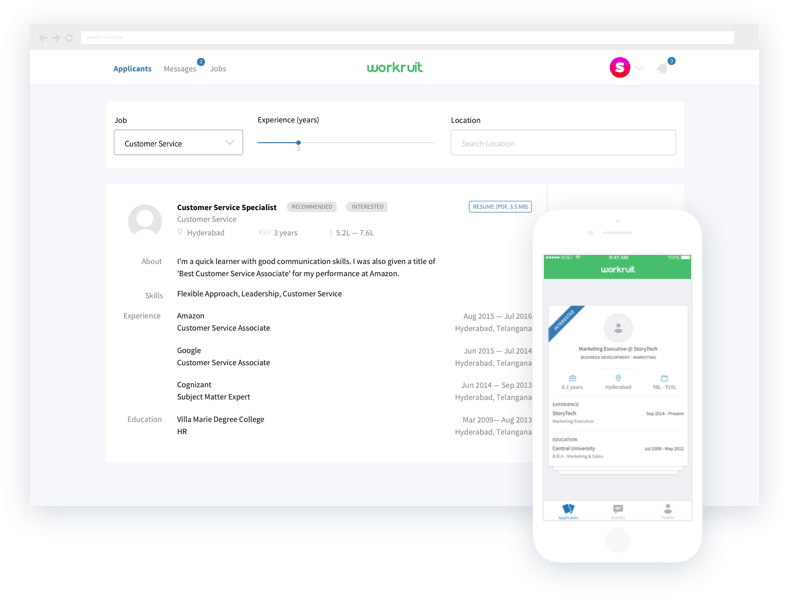 workruit.com
Applicants
Messages
2
Jobs
workruit
S
3
Job
Experience (years)
Location
Customer Service
2
Search Location
Customer Service Specialist
RECOMMENDED
INTERESTED
RESUME (PDF, 3.5 MB)
Customer Service
Hyderabad
EXP 3 years
$ 5.2L — 7.6L
About
I'm a quick learner with good communication skills. I was also given a title of
'Best Customer Service Associate' for my performance at Amazon.
Skills
Flexible Approach, Leadership, Customer Service
Experience
Amazon
Aug 2015 — Jul 2016
Customer Service Associate
Hyderabad, Telangana
Google
Jun 2015 — Jul 2014
Customer Service Associate
Hyderabad, Telangana
Cognizant
Jun 2014 — Sep 2013
Subject Matter Expert
Hyderabad, Telangana
Education
Villa Marie Degree College
Mar 2009— Aug 2013
HR
Hyderabad, Telangana
AT&T
9:41 AM
100%
workruit
INTERESTED
Marketing Executive @ StoryTech
BUSINESS DEVELOPMENT | MARKETING
6.1 years
Hyderabad
₹8L - ₹10L
EXPERIENCE
StoryTech
Sep 2014 - Present
Marketing Executive
EDUCATION
Central University
Jul 2009 - May 2012
B.B.A - Marketing & Sales
Applicants
Activity
Profile